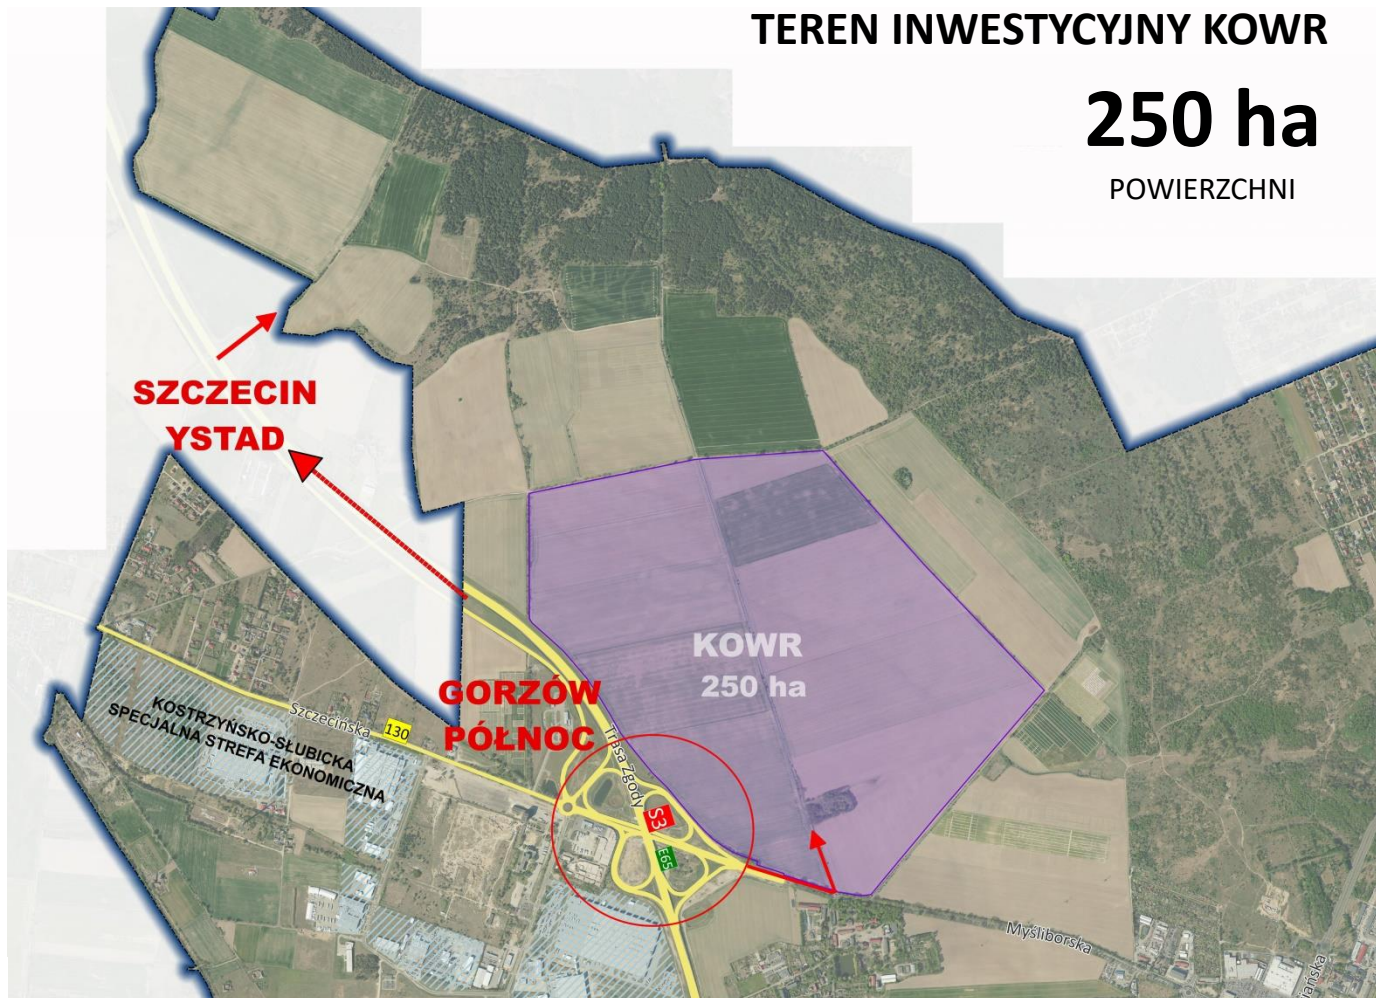 TEREN INWESTYCYJNY KOWR
250 ha
POWIERZCHNI
SZCZECIN
YSTAD
KOWR
250 ha
GORZÓW
PÓŁNOC
KOSTRZYŃSKO-SŁUBICKA
SPECJALNA STREFA EKONOMICZNA
Szczecińska
130
Trasa Zgody
S3
E65
Myśliborska